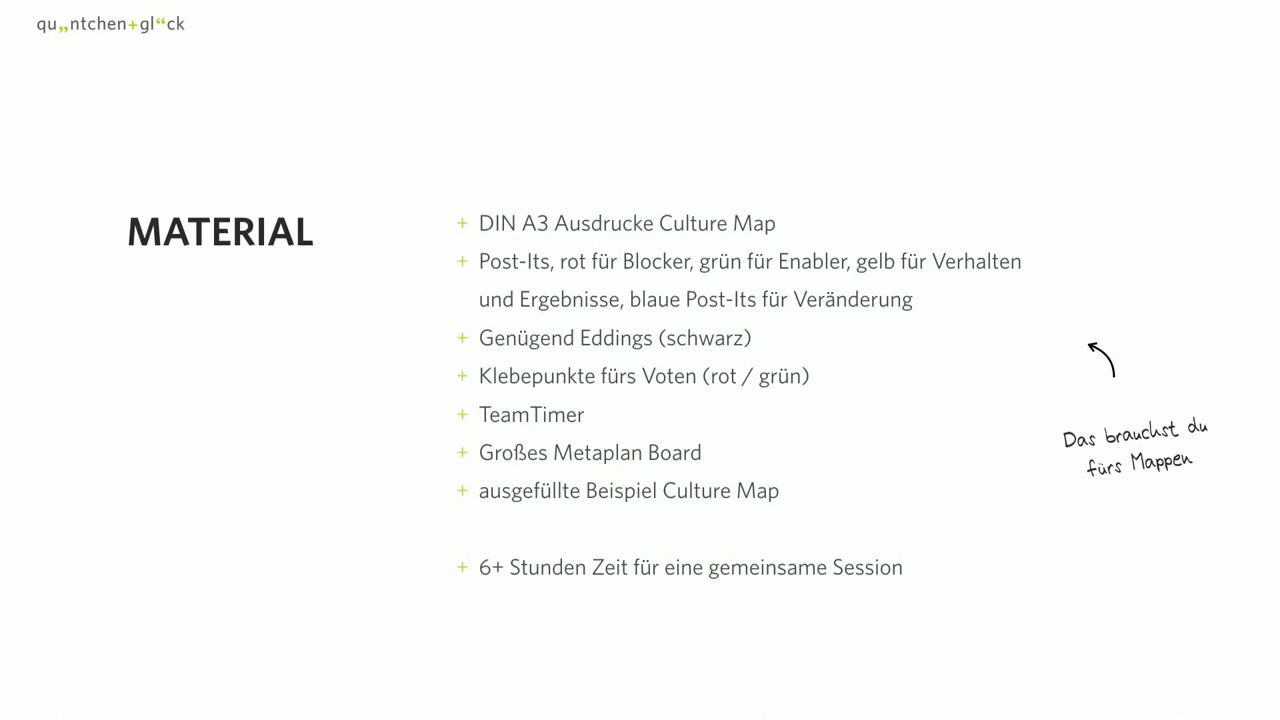 qu„ntchen+gl“ck
MATERIAL
+ DIN A3 Ausdrucke Culture Map
+ Post-Its, rot für Blocker, grün für Enabler, gelb für Verhalten
und Ergebnisse, blaue Post-Its für Veränderung
+ Genügend Eddings (schwarz)
+ Klebepunkte fürs Voten (rot / grün)
+ TeamTimer
+ Großes Metaplan Board
+ ausgefüllte Beispiel Culture Map
+ 6+ Stunden Zeit für eine gemeinsame Session
Das brauchst du
fürs Mappen